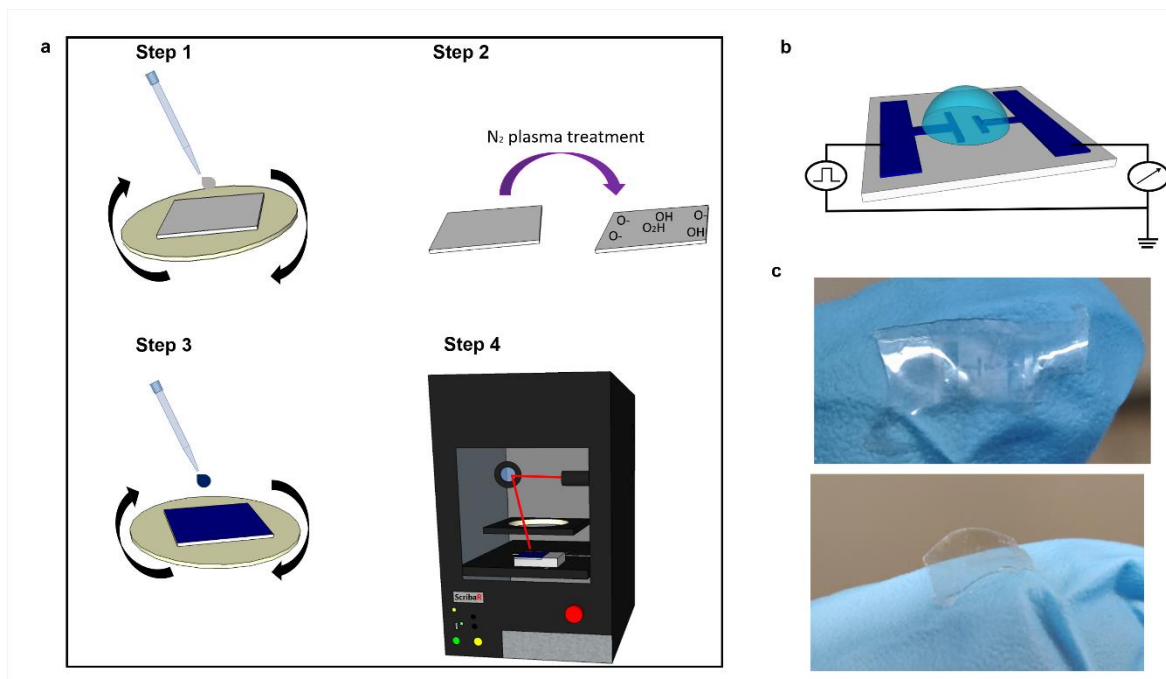 a
Step 1
Step 2
N₂ plasma treatment
O-
OH
O-
O-
O₂H
OH
Step 3
Step 4
ScribaR
b
c